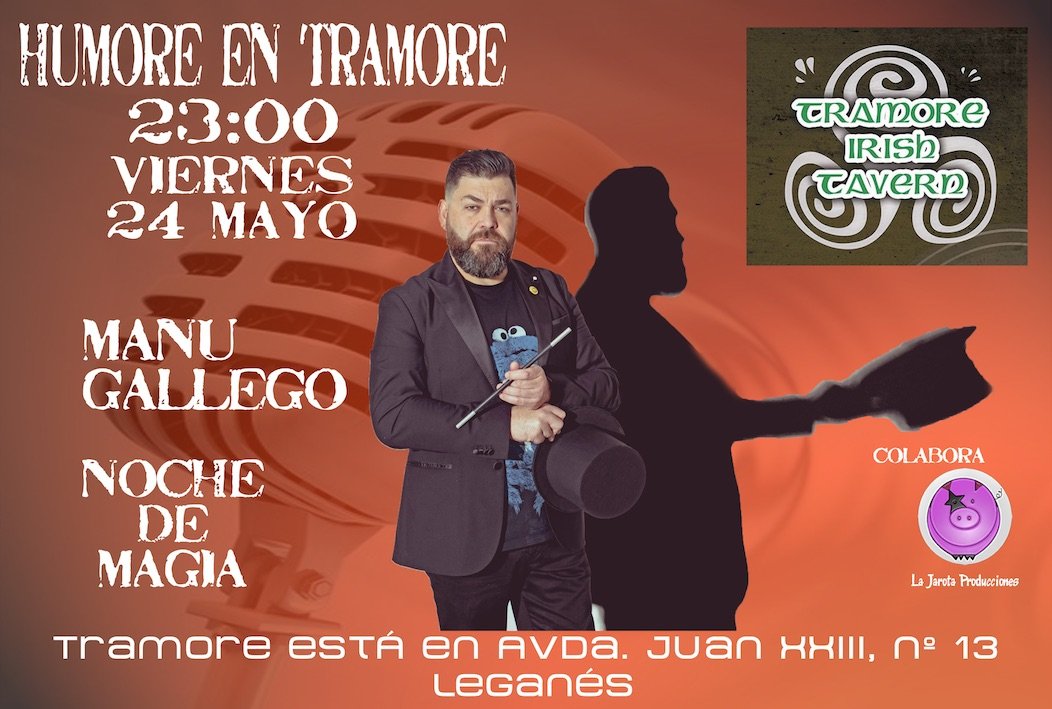 HUMORE EN TRAMORE
23:00
VIERNES
24 MAYO
MANU
GALLEGO
NOCHE
DE
MAGIA
TRAMORE
IRISH
TAVERN
COLABORA
La Jarota Producciones
TRAMORE ESTÁ EN AVDA. JUAN XXIII, Nº 13
LEGANÉS